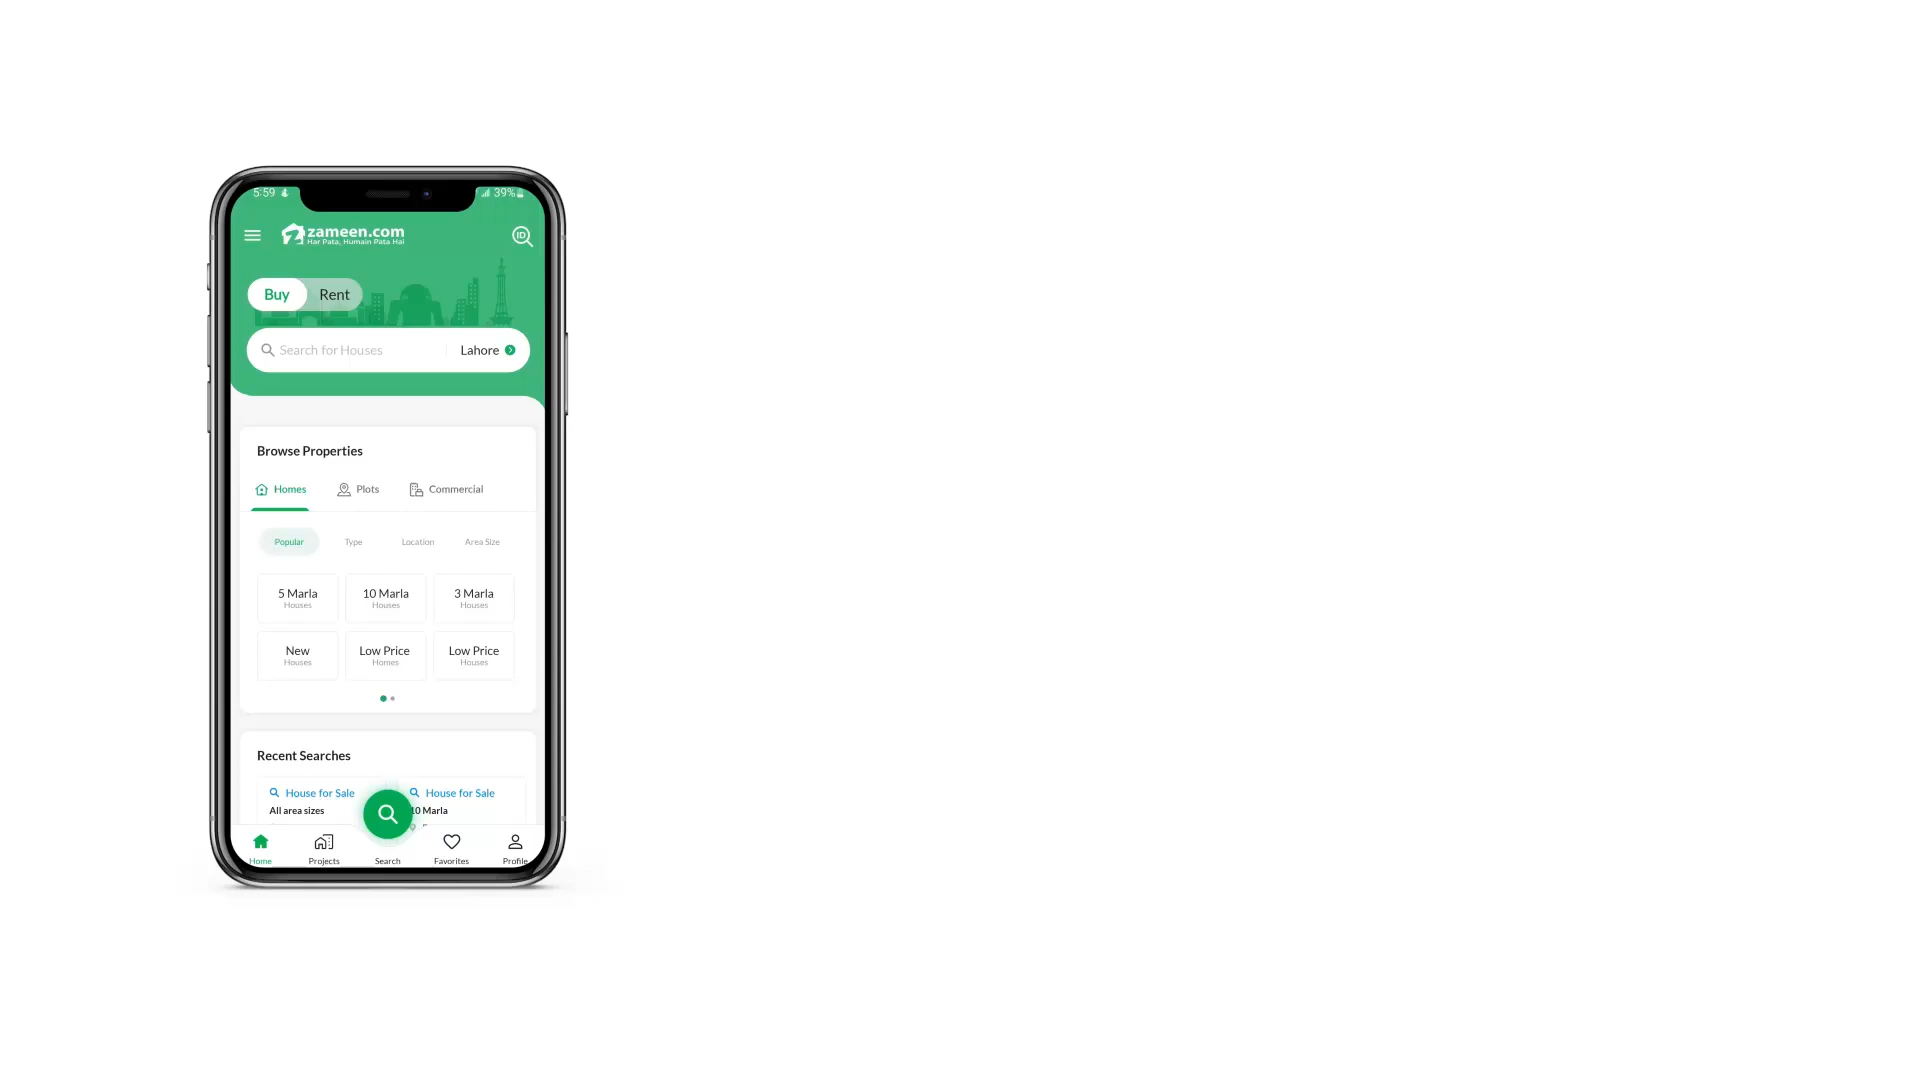 5:59
39%
zameen.com
Har Pata, Humain Pata Hai
ID
Buy Rent
Search for Houses Lahore
Browse Properties
Homes Plots Commercial
Popular Type Location Area Size
5 Marla 10 Marla 3 Marla
Houses Houses Houses
New Low Price Low Price
Houses Homes Houses
Recent Searches
House for Sale House for Sale
All area sizes 10 Marla
Home Projects Search Favorites Profile